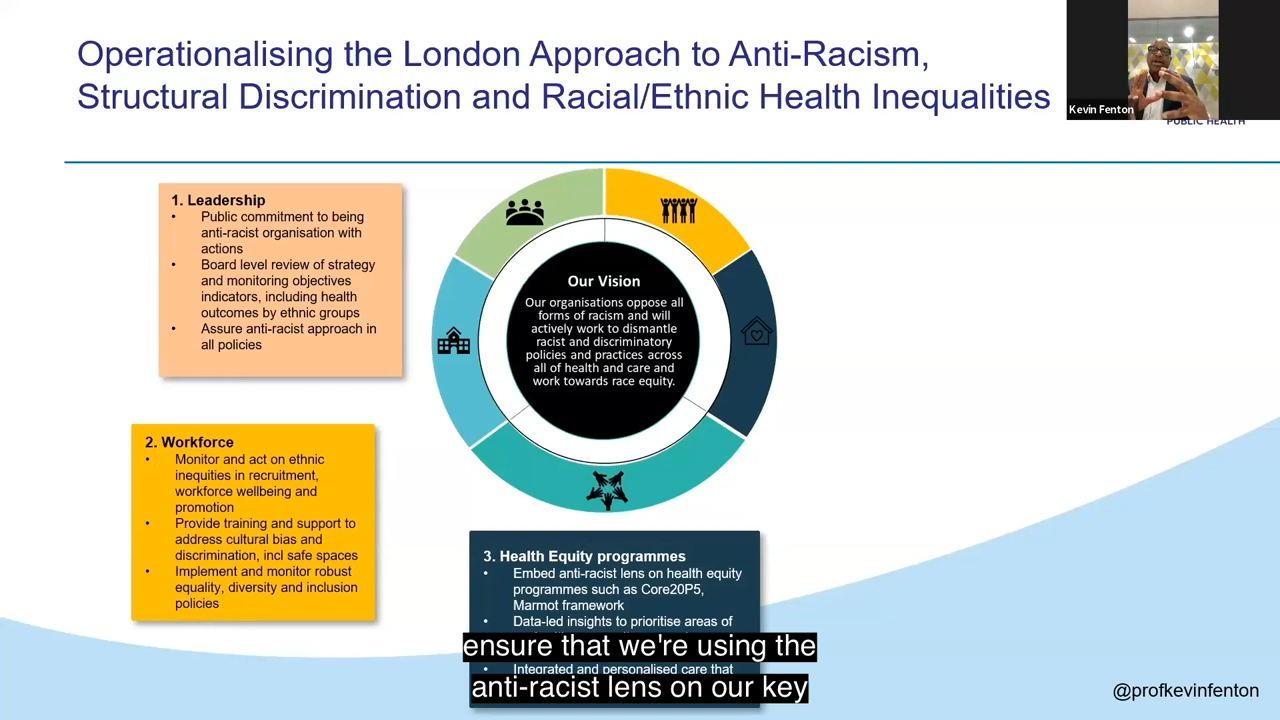 Operationalising the London Approach to Anti-Racism,
Structural Discrimination and Racial/Ethnic Health Inequalities
Kevin Fenton
PUBLIC HEALTH
1. Leadership
• Public commitment to being
anti-racist organisation with
actions
• Board level review of strategy
and monitoring objectives
indicators, including health
outcomes by ethnic groups
• Assure anti-racist approach in
all policies
Our Vision
Our organisations oppose all
forms of racism and will
actively work to dismantle
racist and discriminatory
policies and practices across
all of health and care and
work towards race equity.
2. Workforce
• Monitor and act on ethnic
inequities in recruitment,
workforce wellbeing and
promotion
• Provide training and support to
address cultural bias and
discrimination, incl safe spaces
• Implement and monitor robust
equality, diversity and inclusion
policies
3. Health Equity programmes
• Embed anti-racist lens on health equity
programmes such as Core20P5,
Marmot framework
• Data-led insights to prioritise areas of
Integrated and personalised care that
ensure that we're using the
anti-racist lens on our key
@profkevinfenton